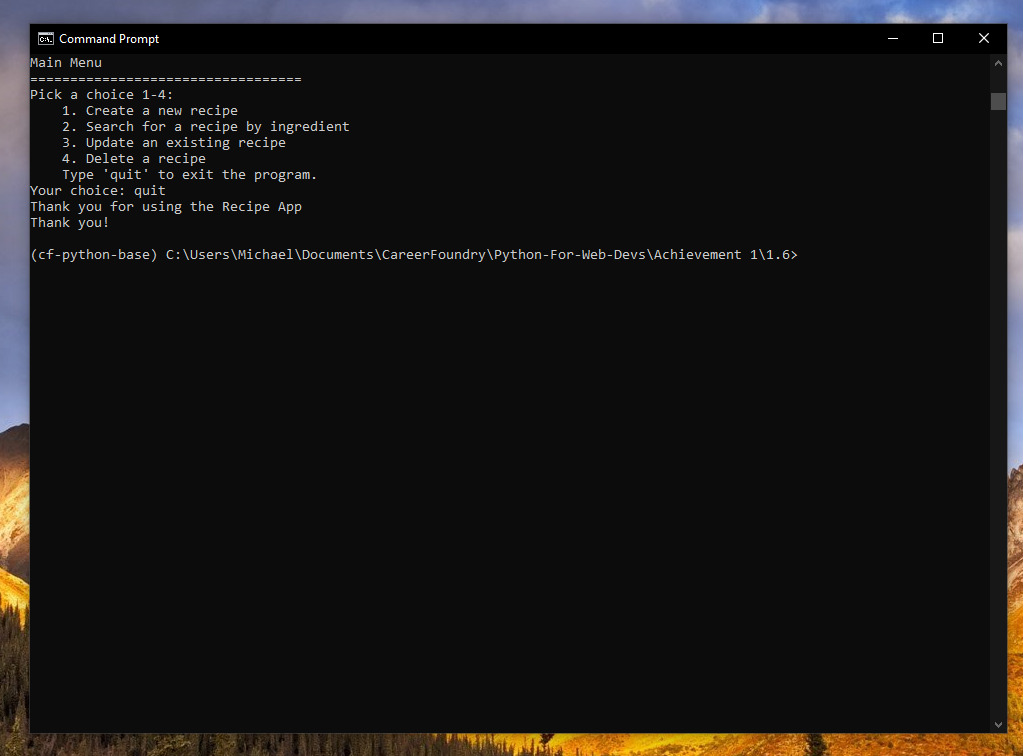 Command Prompt
Main Menu
==================================
Pick a choice 1-4:
    1. Create a new recipe
    2. Search for a recipe by ingredient
    3. Update an existing recipe
    4. Delete a recipe
    Type 'quit' to exit the program.
Your choice: quit
Thank you for using the Recipe App
Thank you!
(cf-python-base) C:\Users\Michael\Documents\CareerFoundry\Python-For-Web-Devs\Achievement 1\1.6>